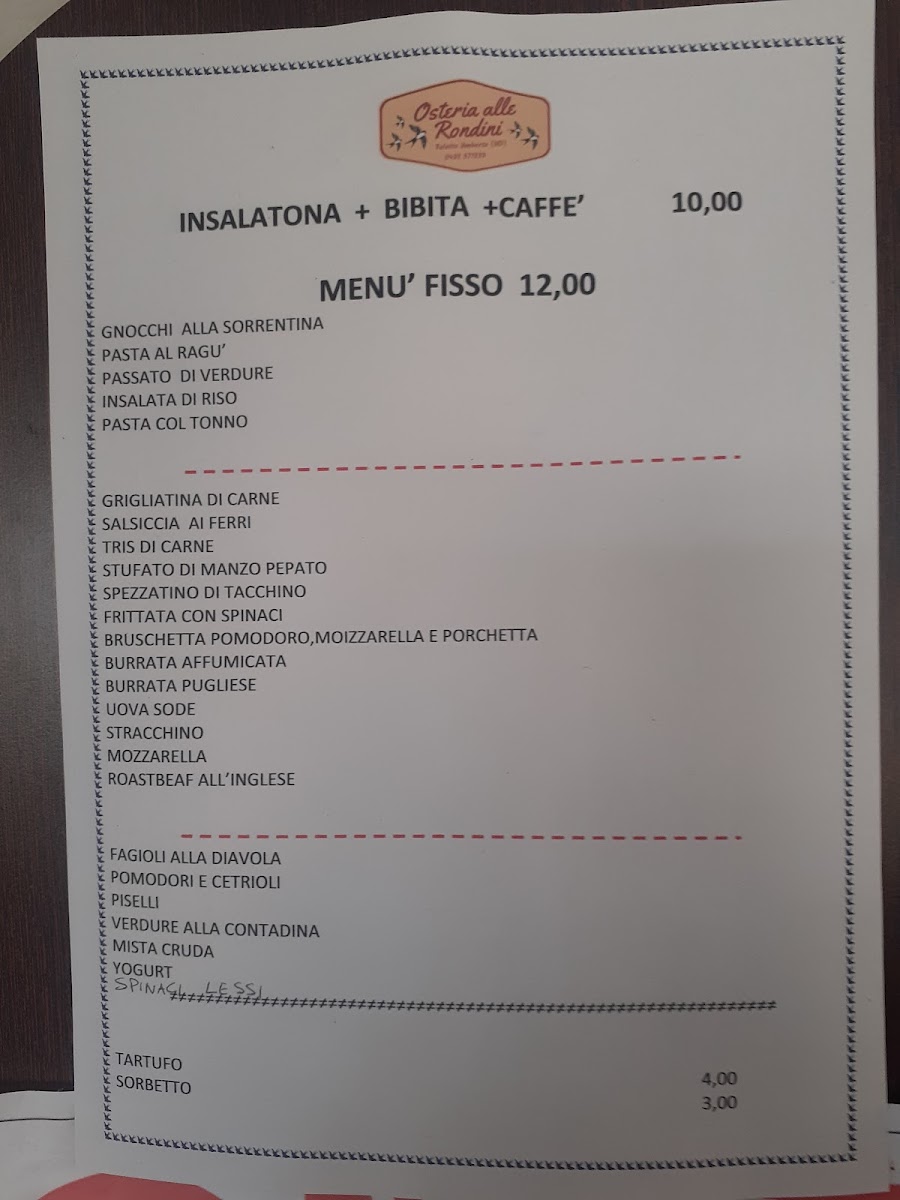 Osteria alle
Rondini
INSALATONA + BIBITA +CAFFE’ 10,00
MENU’ FISSO 12,00
GNOCCHI ALLA SORRENTINA
PASTA AL RAGU’
PASSATO DI VERDURE
INSALATA DI RISO
PASTA COL TONNO
GRIGLIATINA DI CARNE
SALSICCIA AI FERRI
TRIS DI CARNE
STUFATO DI MANZO PEPATO
SPEZZATINO DI TACCHINO
FRITTATA CON SPINACI
BRUSCHETTA POMODORO,MOIZZARELLA E PORCHETTA
BURRATA AFFUMICATA
BURRATA PUGLIESE
UOVA SODE
STRACCHINO
MOZZARELLA
ROASTBEAF ALL’INGLESE
FAGIOLI ALLA DIAVOLA
POMODORI E CETRIOLI
PISELLI
VERDURE ALLA CONTADINA
MISTA CRUDA
YOGURT
SPINACI LESSI
TARTUFO 4,00
SORBETTO 3,00